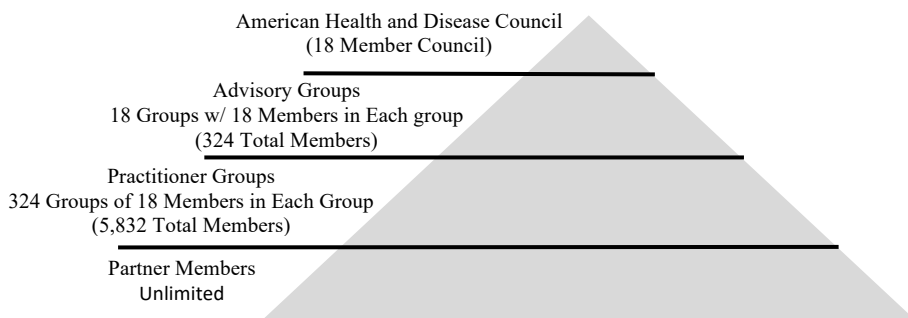 American Health and Disease Council
(18 Member Council)
Advisory Groups
18 Groups w/ 18 Members in Each group
(324 Total Members)
Practitioner Groups
324 Groups of 18 Members in Each Group
(5,832 Total Members)
Partner Members
Unlimited